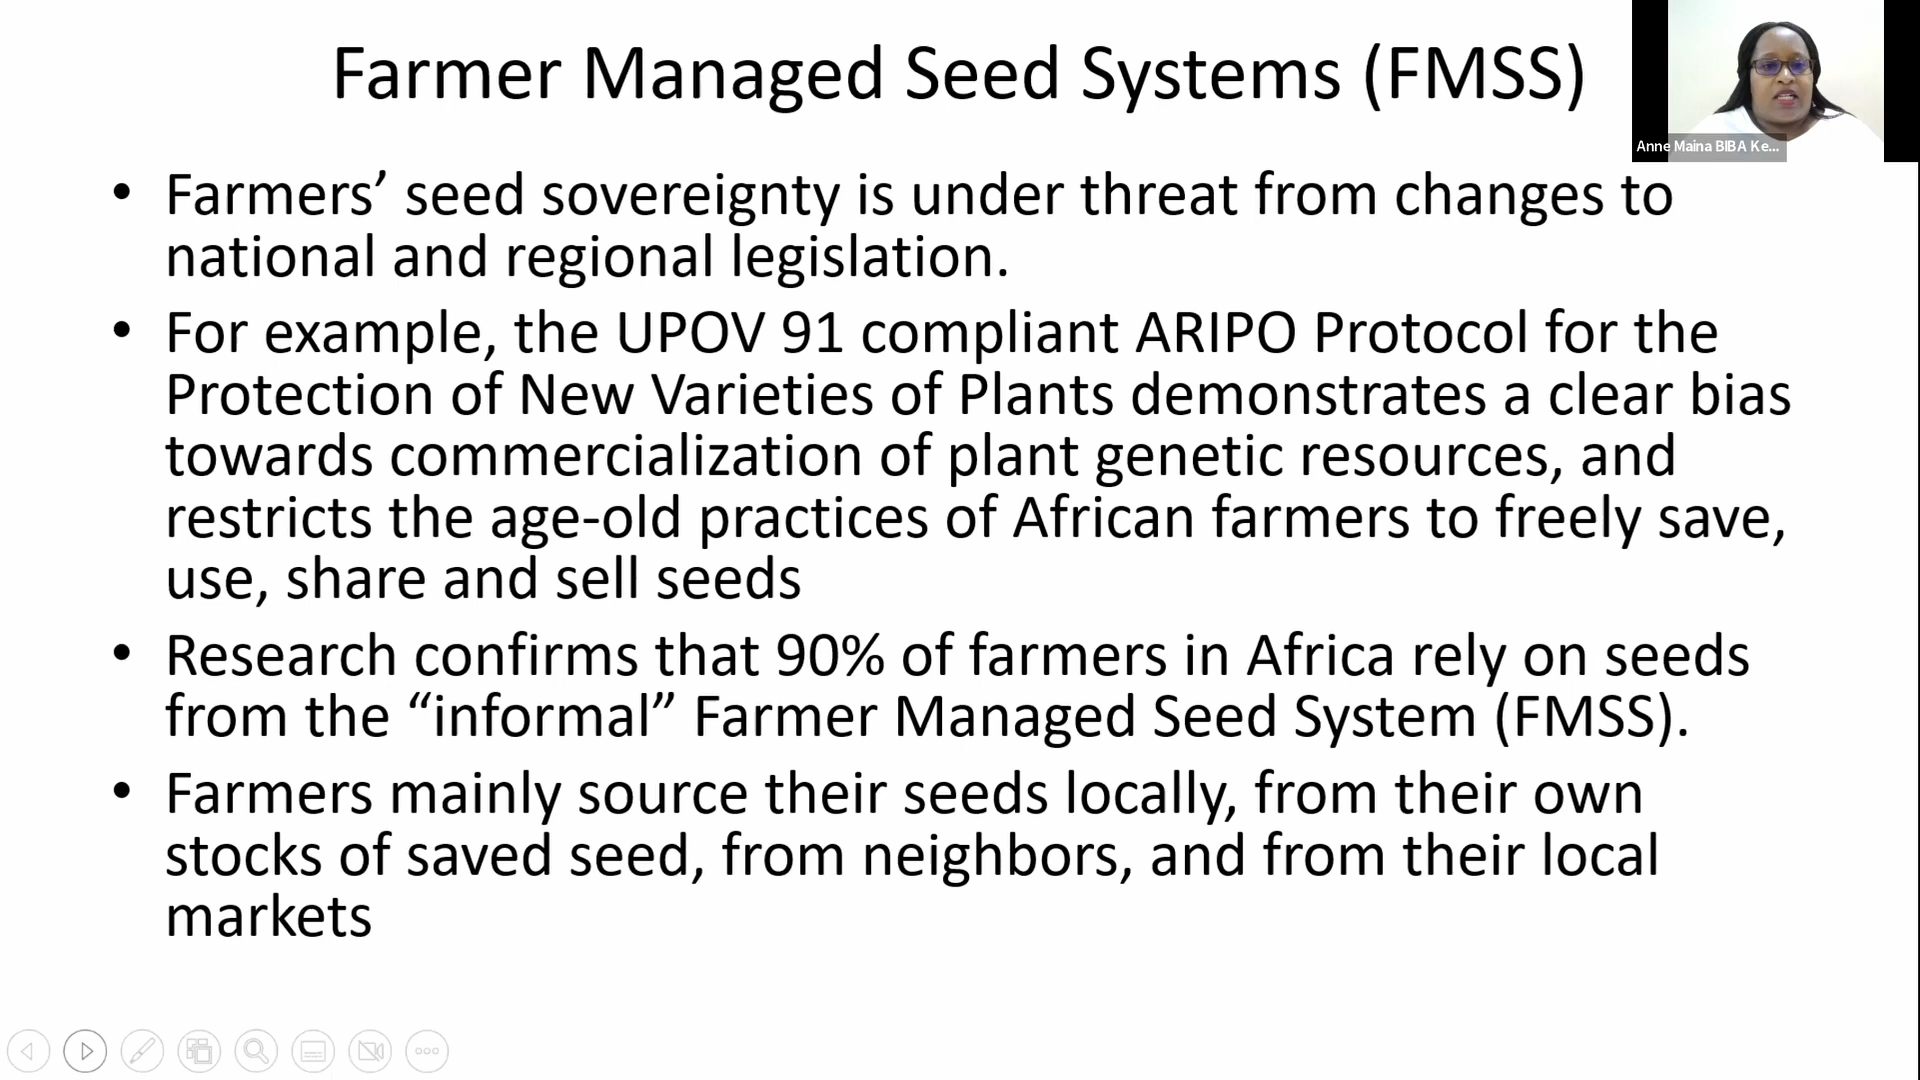 Farmer Managed Seed Systems (FMSS)
Anne Maina BIBA Ke...
• Farmers’ seed sovereignty is under threat from changes to
national and regional legislation.
• For example, the UPOV 91 compliant ARIPO Protocol for the
Protection of New Varieties of Plants demonstrates a clear bias
towards commercialization of plant genetic resources, and
restricts the age-old practices of African farmers to freely save,
use, share and sell seeds
• Research confirms that 90% of farmers in Africa rely on seeds
from the “informal” Farmer Managed Seed System (FMSS).
• Farmers mainly source their seeds locally, from their own
stocks of saved seed, from neighbors, and from their local
markets